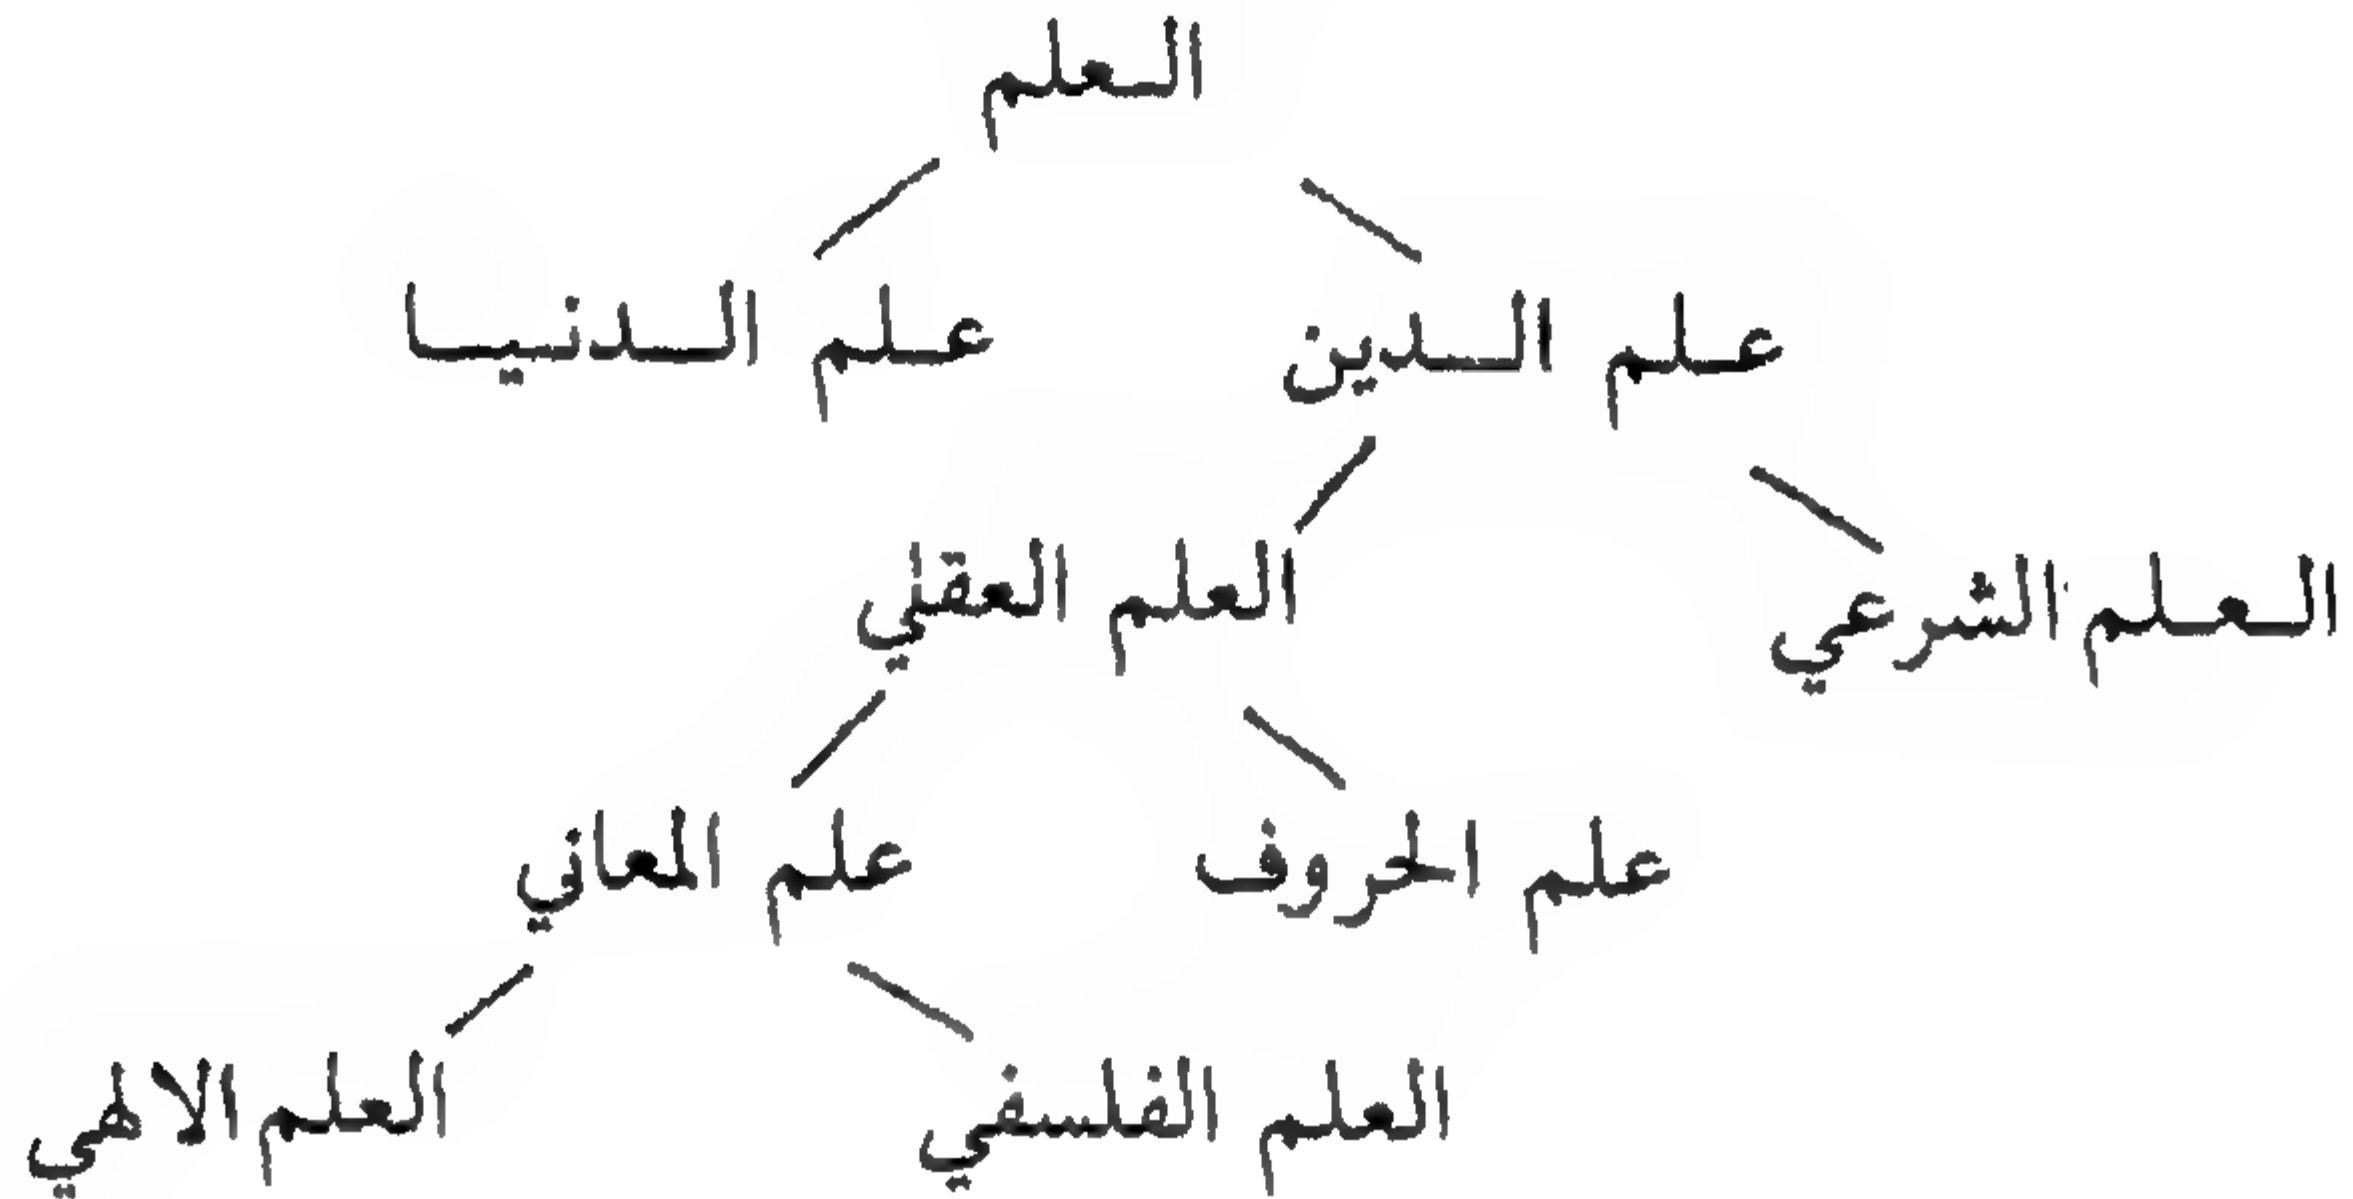 العلم
علم الدين علم الدنيا
العلم الشرعي العلم العقلي
علم الحروف علم المعاني
العلم الفلسفي العلم الالهي